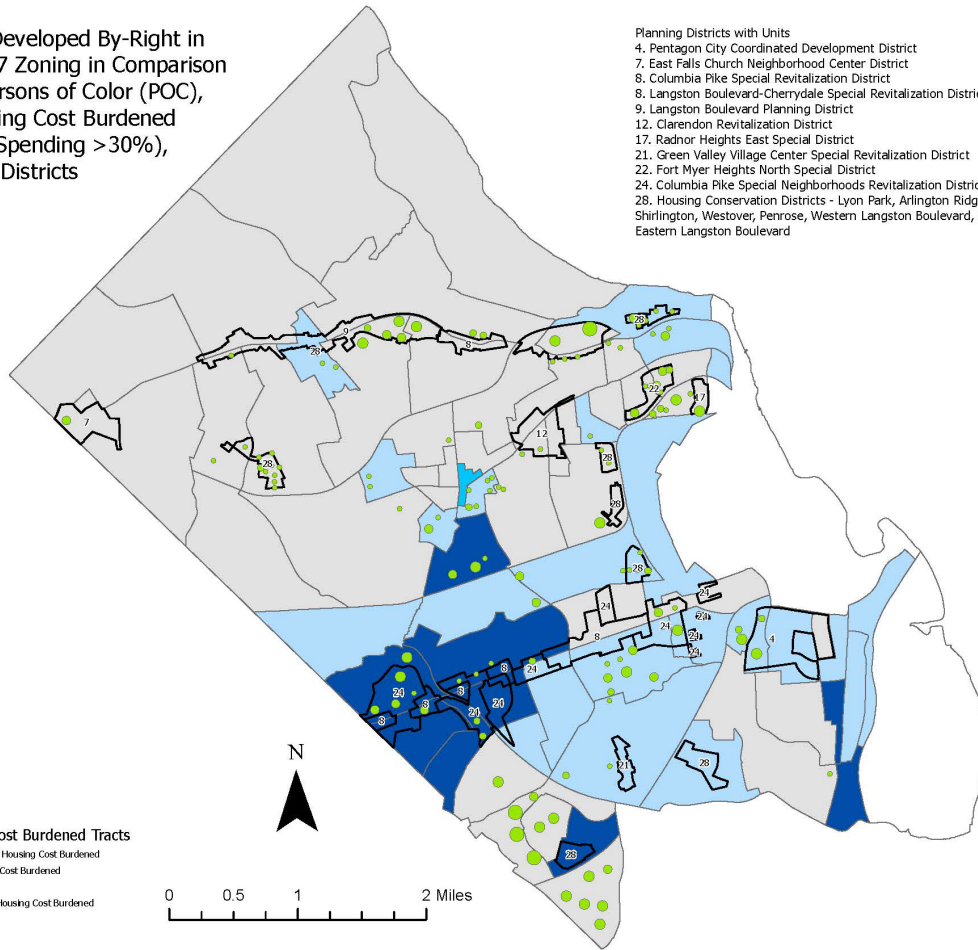 Developed By-Right in
7 Zoning in Comparison
rsons of Color (POC),
ing Cost Burdened
Spending >30%),
Districts
Planning Districts with Units
4. Pentagon City Coordinated Development District
7. East Falls Church Neighborhood Center District
8. Columbia Pike Special Revitalization District
8. Langston Boulevard-Cherrydale Special Revitalization Distric
9. Langston Boulevard Planning District
12. Clarendon Revitalization District
17. Radnor Heights East Special District
21. Green Valley Village Center Special Revitalization District
22. Fort Myer Heights North Special District
24. Columbia Pike Special Neighborhoods Revitalization Distric
28. Housing Conservation Districts - Lyon Park, Arlington Ridg
Shirlington, Westover, Penrose, Western Langston Boulevard,
Eastern Langston Boulevard
28
9
28
8
22
17
7
12
28
28
28
28
24
24
24
24
8
24
24
4
24
8
8
24
8
24
24
8
21
28
28
N
ost Burdened Tracts
Housing Cost Burdened
Cost Burdened
Housing Cost Burdened
0 0.5 1 2 Miles